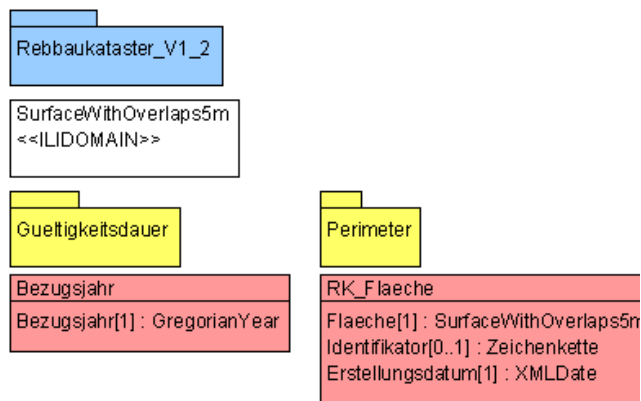 Rebbaukataster_V1_2
SurfaceWithOverlaps5m
<<ILIDOMAIN>>
Gueltigkeitsdauer
Bezugsjahr
Bezugsjahr[1] : GregorianYear
Perimeter
RK_Flaeche
Flaeche[1] : SurfaceWithOverlaps5m
Identifikator[0..1] : Zeichenkette
Erstellungsdatum[1] : XMLDate